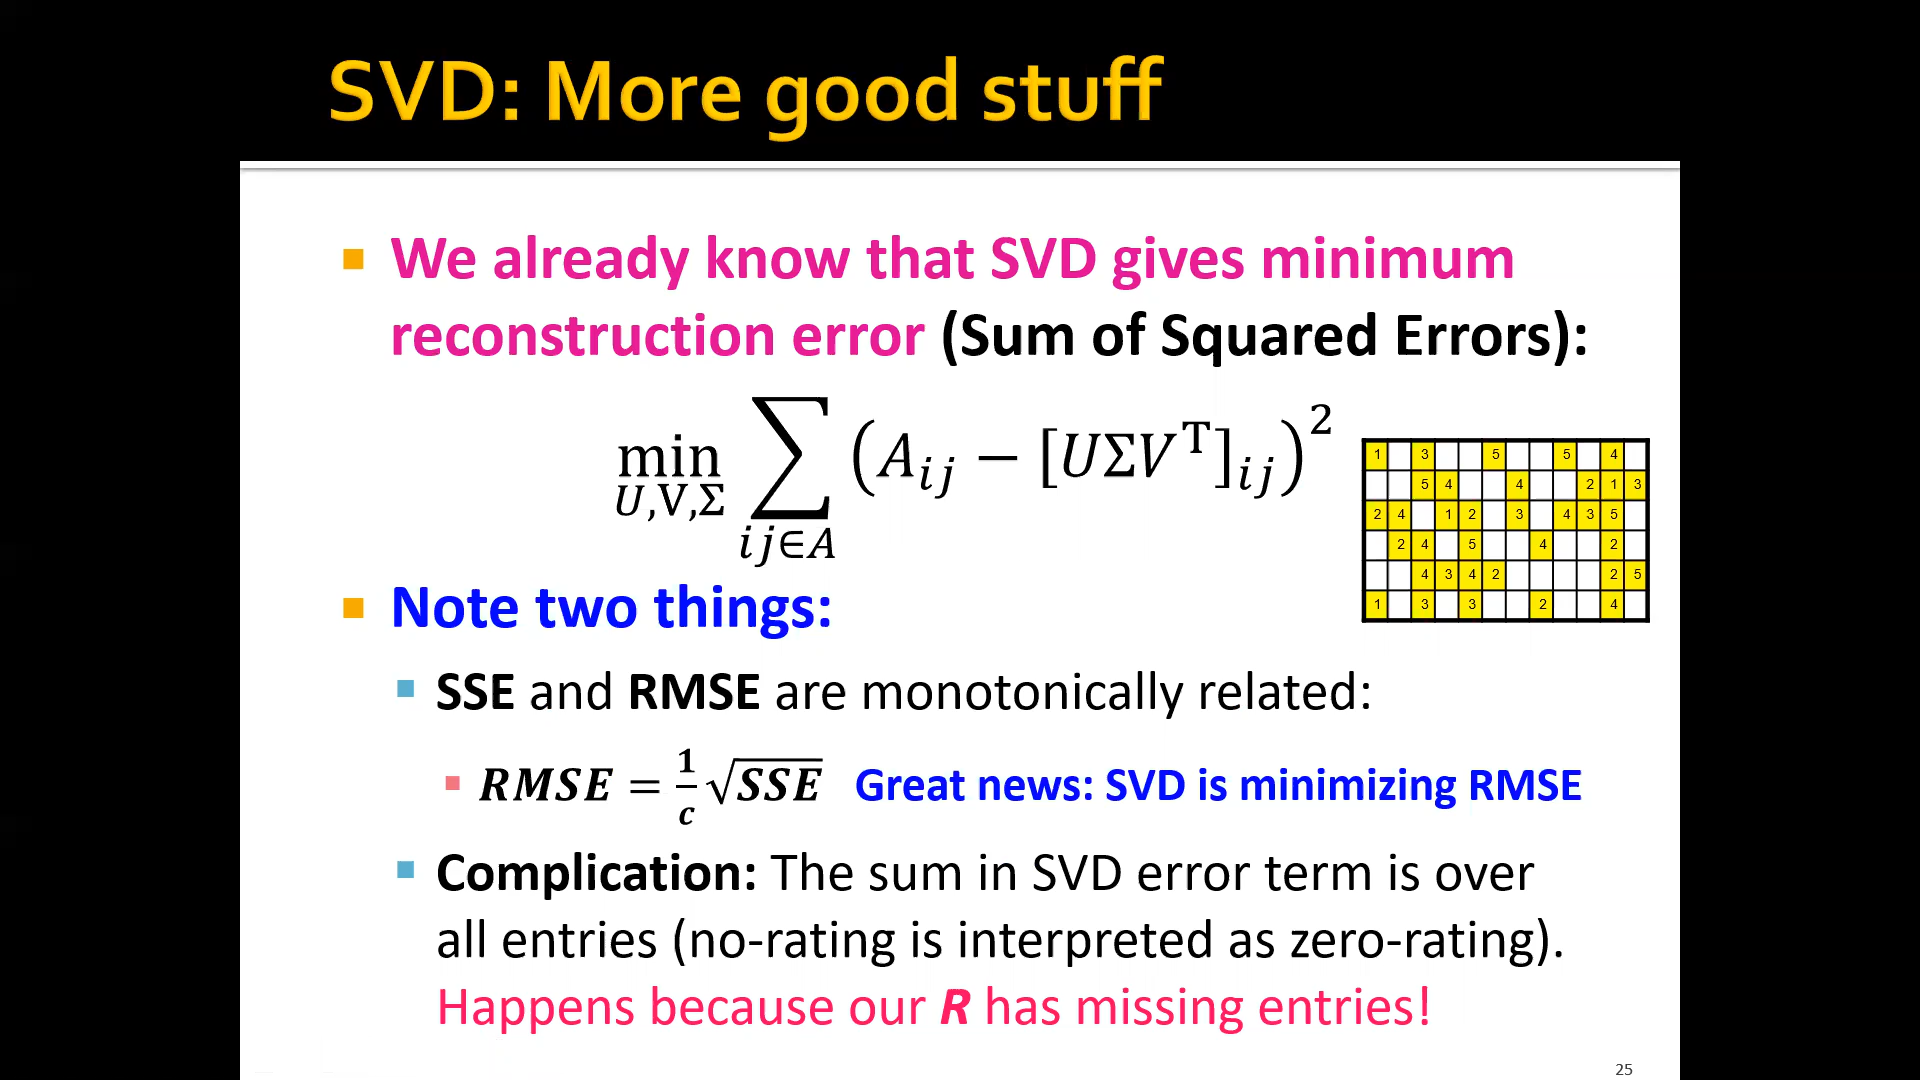 SVD: More good stuff
We already know that SVD gives minimum
reconstruction error (Sum of Squared Errors):
min_{U,V,Σ} ∑_{ij∈A} (A_{ij} − [UΣV^T]_{ij})^2
1 3 5 5 4
5 4 4 2 1 3
2 4 1 2 3 4 3 5
2 4 5 4 2
4 3 4 2 2 5
1 3 3 2 4
Note two things:
SSE and RMSE are monotonically related:
RMSE = 1/c √SSE Great news: SVD is minimizing RMSE
Complication: The sum in SVD error term is over
all entries (no-rating is interpreted as zero-rating).
Happens because our R has missing entries!
25